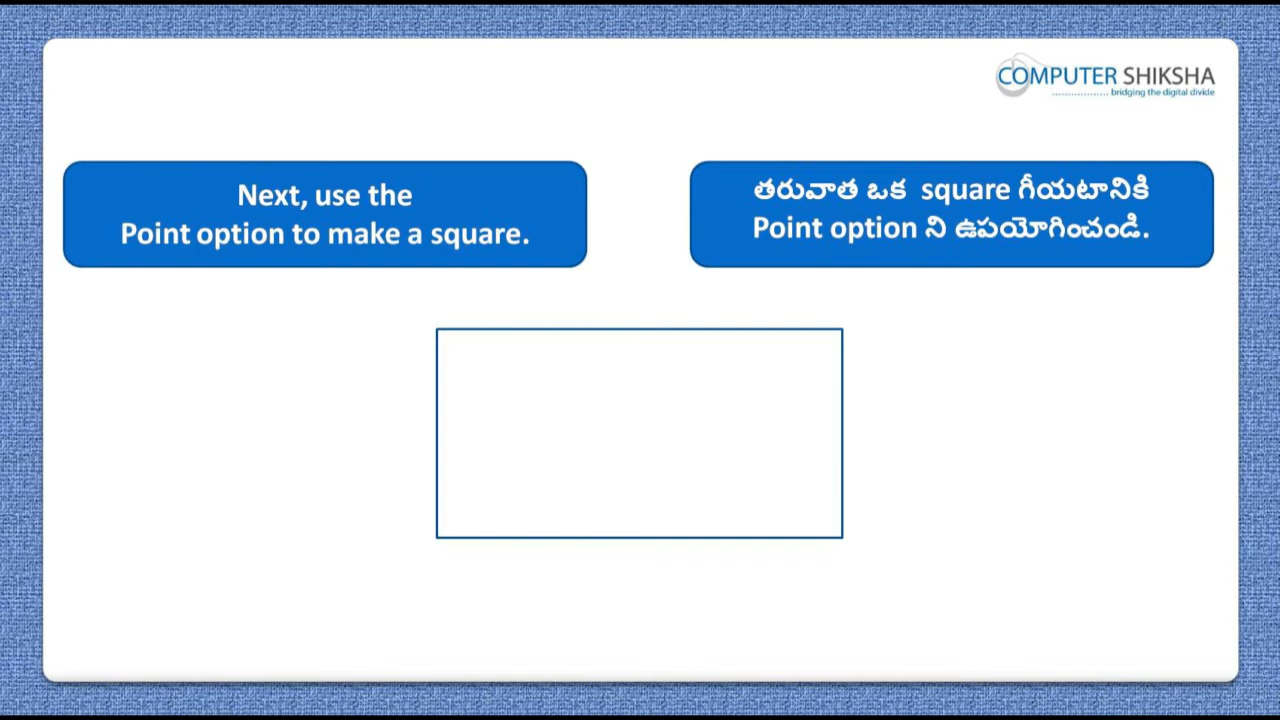 COMPUTER SHIKSHA
.................. bridging the digital divide
Next, use the
Point option to make a square.
తరువాత ఒక square గీయటానికి
Point option ని ఉపయోగించండి.